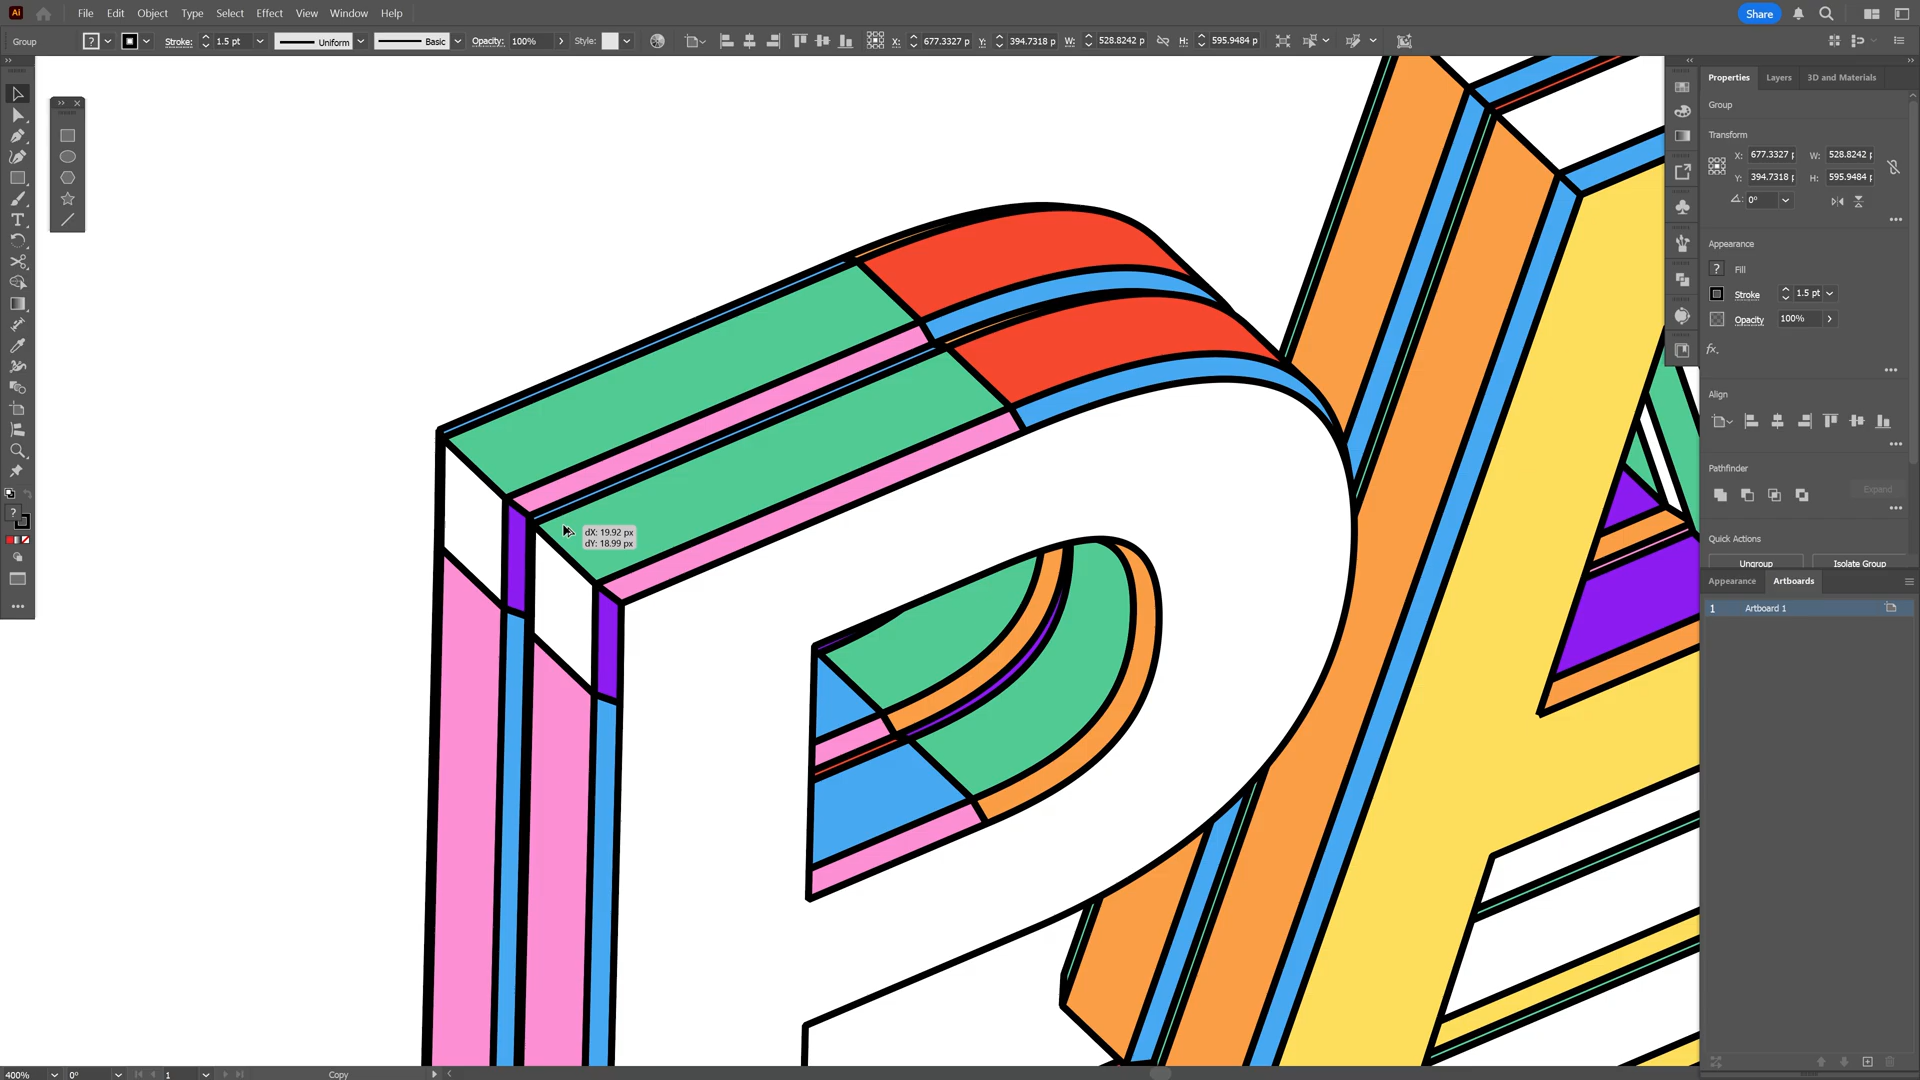 Ai File Edit Object Type Select Effect View Window Help Share
Group ? Stroke: 1.5 pt Uniform Basic Opacity: 100% Style: X: 677.3327 p Y: 394.7318 p W: 528.8242 p H: 595.9484 p
Properties Layers 3D and Materials
Group
Transform
X: 677.3327 p W: 528.8242 p
Y: 394.7318 p H: 595.9484 p
0°
Appearance
? Fill
Stroke 1.5 pt
Opacity 100%
fx.
Align
Pathfinder
Expand
Quick Actions
Ungroup Isolate Group
Appearance Artboards
1 Artboard 1
T
?
dX: 19.92 px
dY: 18.99 px
400% 0° 1 Copy